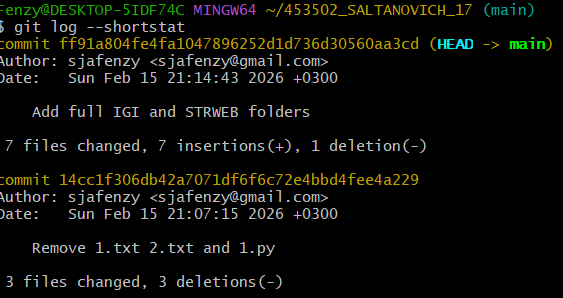 Fenzy@DESKTOP-5IDF74C MINGW64 ~/453502_SALTANOVICH_17 (main)
$ git log --shortstat
commit ff91a804fe4fa1047896252d1d736d30560aa3cd (HEAD -> main)
Author: sjafenzy <sjafenzy@gmail.com>
Date:   Sun Feb 15 21:14:43 2026 +0300
    Add full IGI and STRWEB folders
 7 files changed, 7 insertions(+), 1 deletion(-)
commit 14cc1f306db42a7071df6f6c72e4bbd4fee4a229
Author: sjafenzy <sjafenzy@gmail.com>
Date:   Sun Feb 15 21:07:15 2026 +0300
    Remove 1.txt 2.txt and 1.py
 3 files changed, 3 deletions(-)